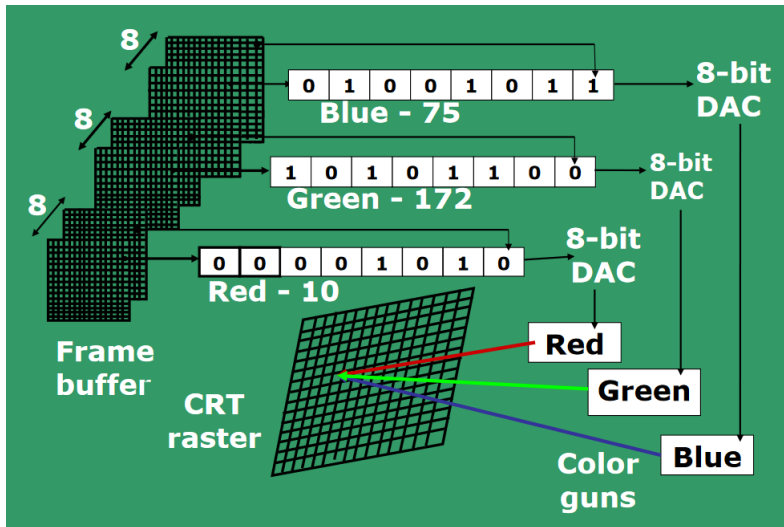 8
0 1 0 0 1 0 1 1
Blue - 75
8-bit
DAC
8
1 0 1 0 1 1 0 0
Green - 172
8-bit
DAC
8
0 0 0 0 1 0 1 0
Red - 10
8-bit
DAC
Frame
buffer
CRT
raster
Red
Green
Blue
Color
guns